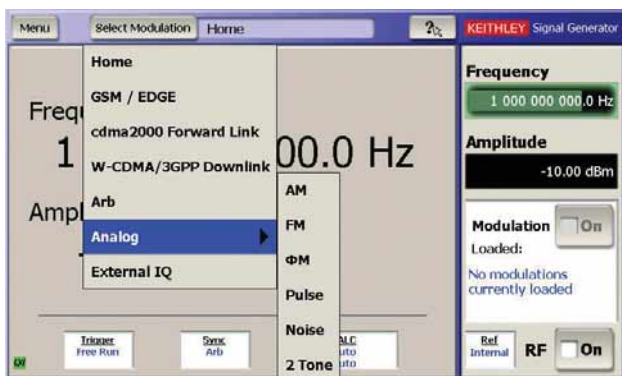 Menu
Select Modulation
Home
?
KEITHLEY Signal Generator
Home
GSM / EDGE
cdma2000 Forward Link
W-CDMA/3GPP Downlink
Arb
Analog
External IQ
AM
FM
ΦM
Pulse
Noise
2 Tone
1
00.0 Hz
Frequency
1 000 000 000.0 Hz
Amplitude
-10.00 dBm
Modulation
On
Loaded:
No modulations
currently loaded
Trigger
Free Run
Sync
Arb
ALC
Ref
Internal
RF
On